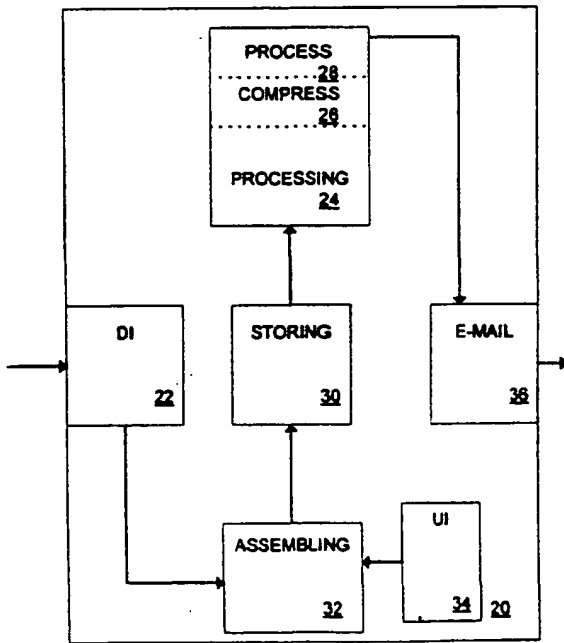 PROCESS
28
COMPRESS
26
PROCESSING
24
DI
22
STORING
30
E-MAIL
36
ASSEMBLING
32
UI
34
20